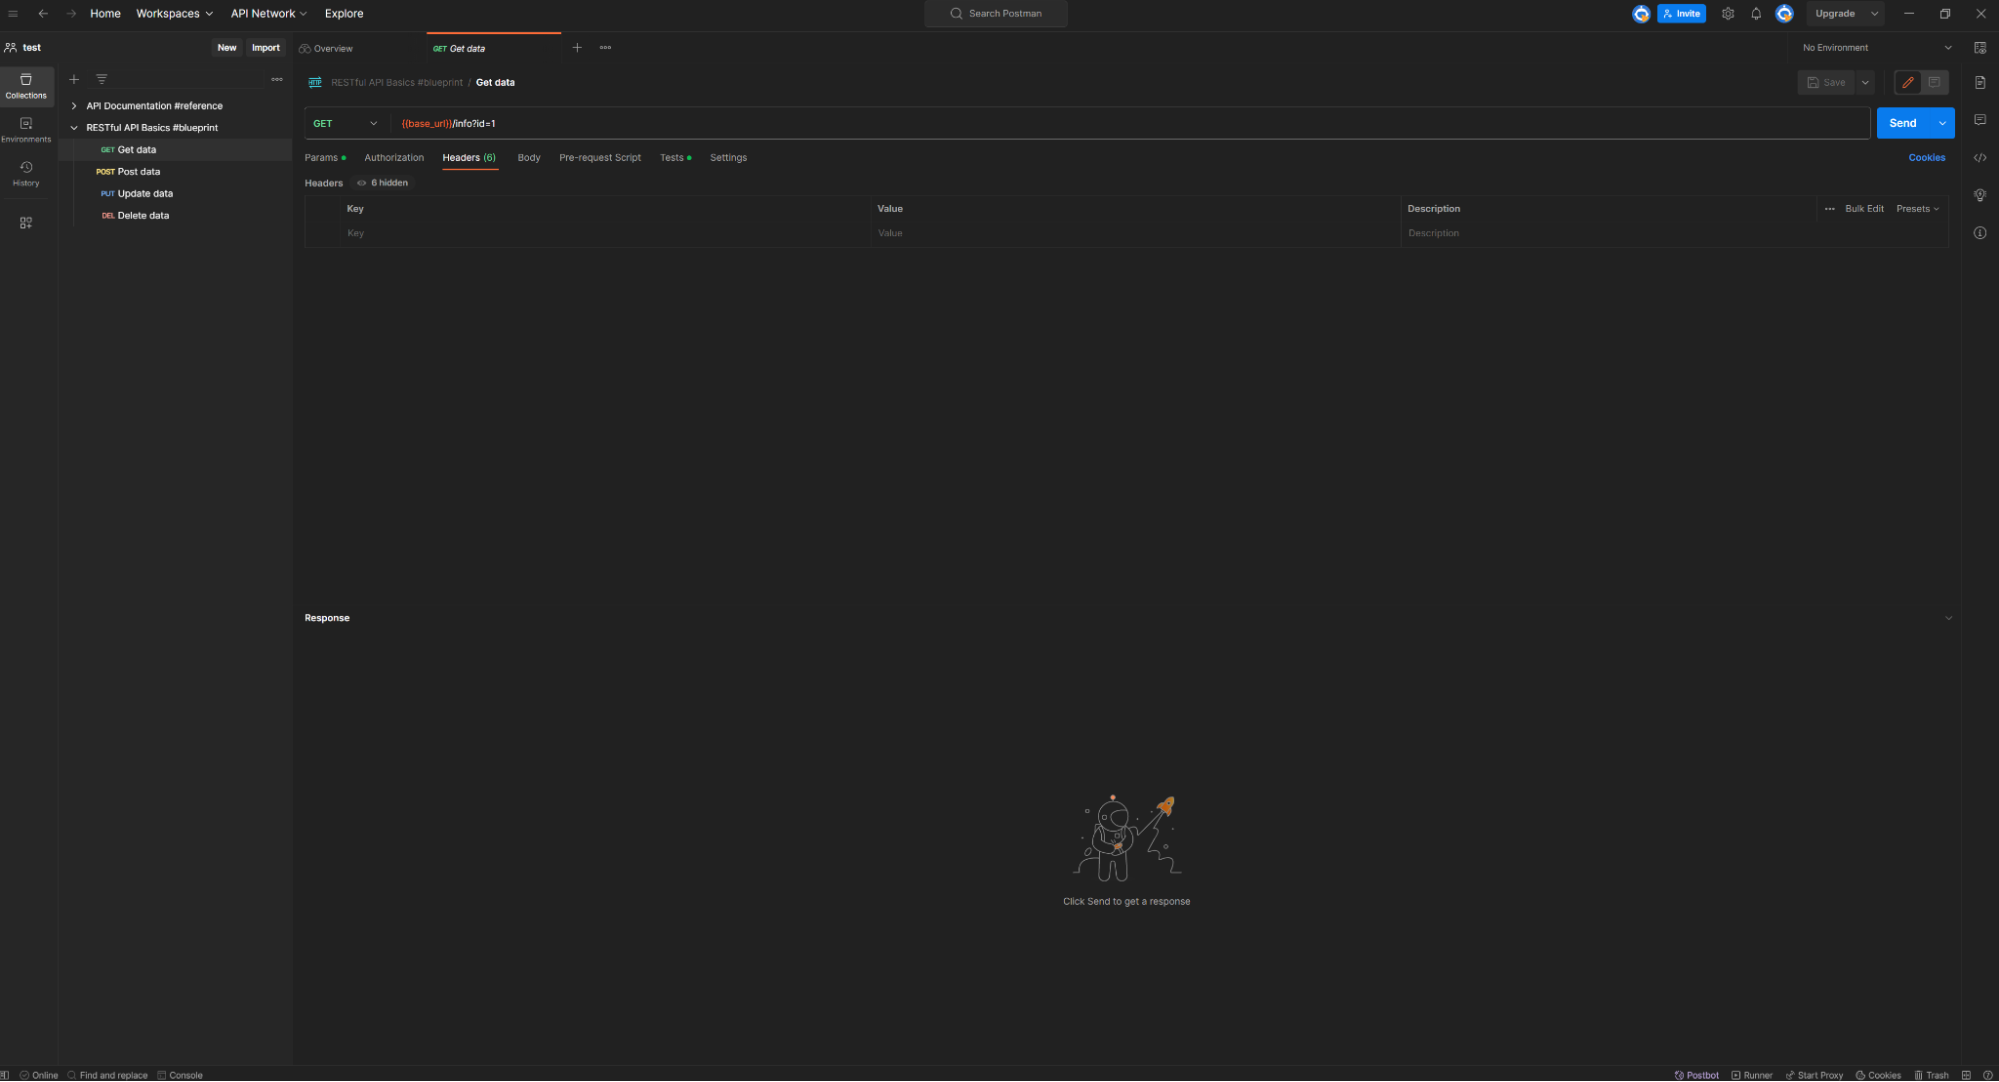 Home Workspaces API Network Explore Search Postman Invite Upgrade
test New Import Overview GET Get data No Environment
Collections
Environments
History
API Documentation #reference
RESTful API Basics #blueprint
GET Get data
POST Post data
PUT Update data
DEL Delete data
HTTP RESTful API Basics #blueprint / Get data Save
GET {{base_url}}/info?id=1 Send
Params Authorization Headers (6) Body Pre-request Script Tests Settings Cookies
Headers 6 hidden
Key Value Description Bulk Edit Presets
Key Value Description
Response
Click Send to get a response
Online Find and replace Console Postbot Runner Start Proxy Cookies Trash